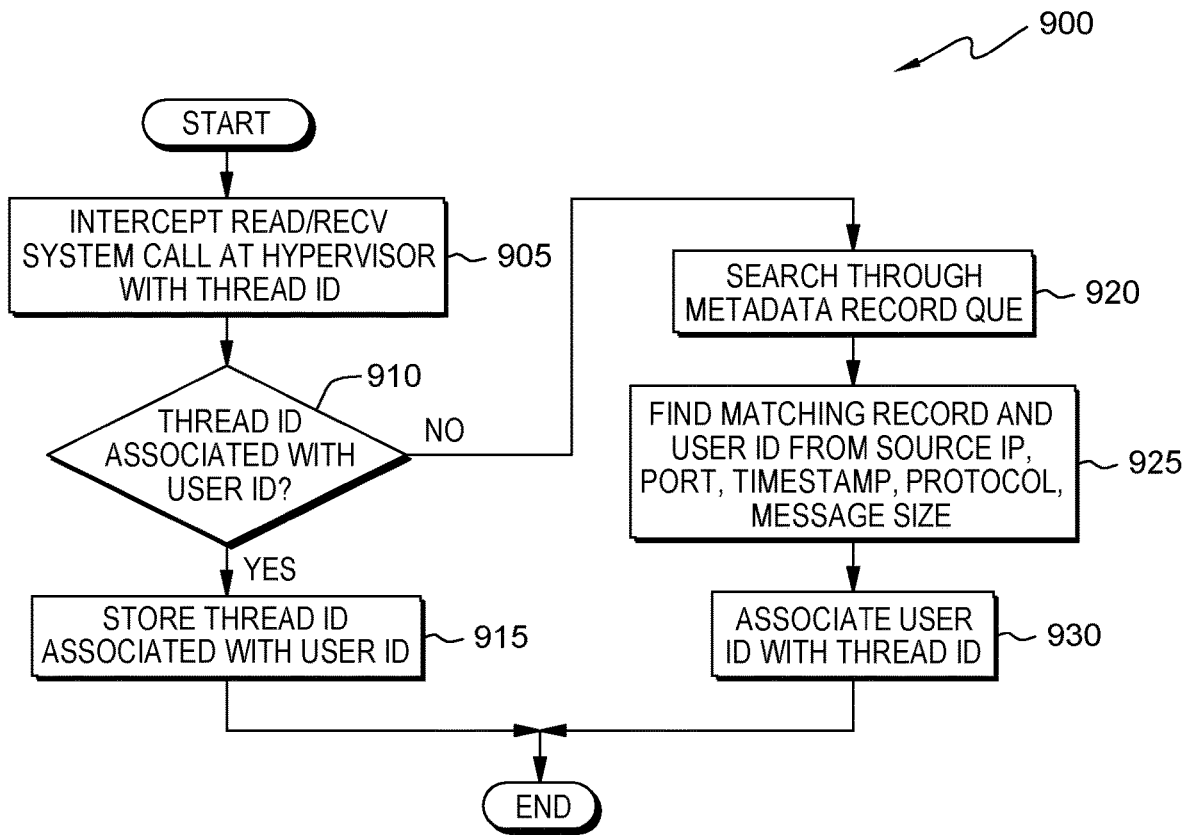 900
START
INTERCEPT READ/RECV
SYSTEM CALL AT HYPERVISOR
WITH THREAD ID
905
910
THREAD ID
ASSOCIATED WITH
USER ID?
NO
YES
STORE THREAD ID
ASSOCIATED WITH USER ID
915
SEARCH THROUGH
METADATA RECORD QUE
920
FIND MATCHING RECORD AND
USER ID FROM SOURCE IP,
PORT, TIMESTAMP, PROTOCOL,
MESSAGE SIZE
925
ASSOCIATE USER
ID WITH THREAD ID
930
END